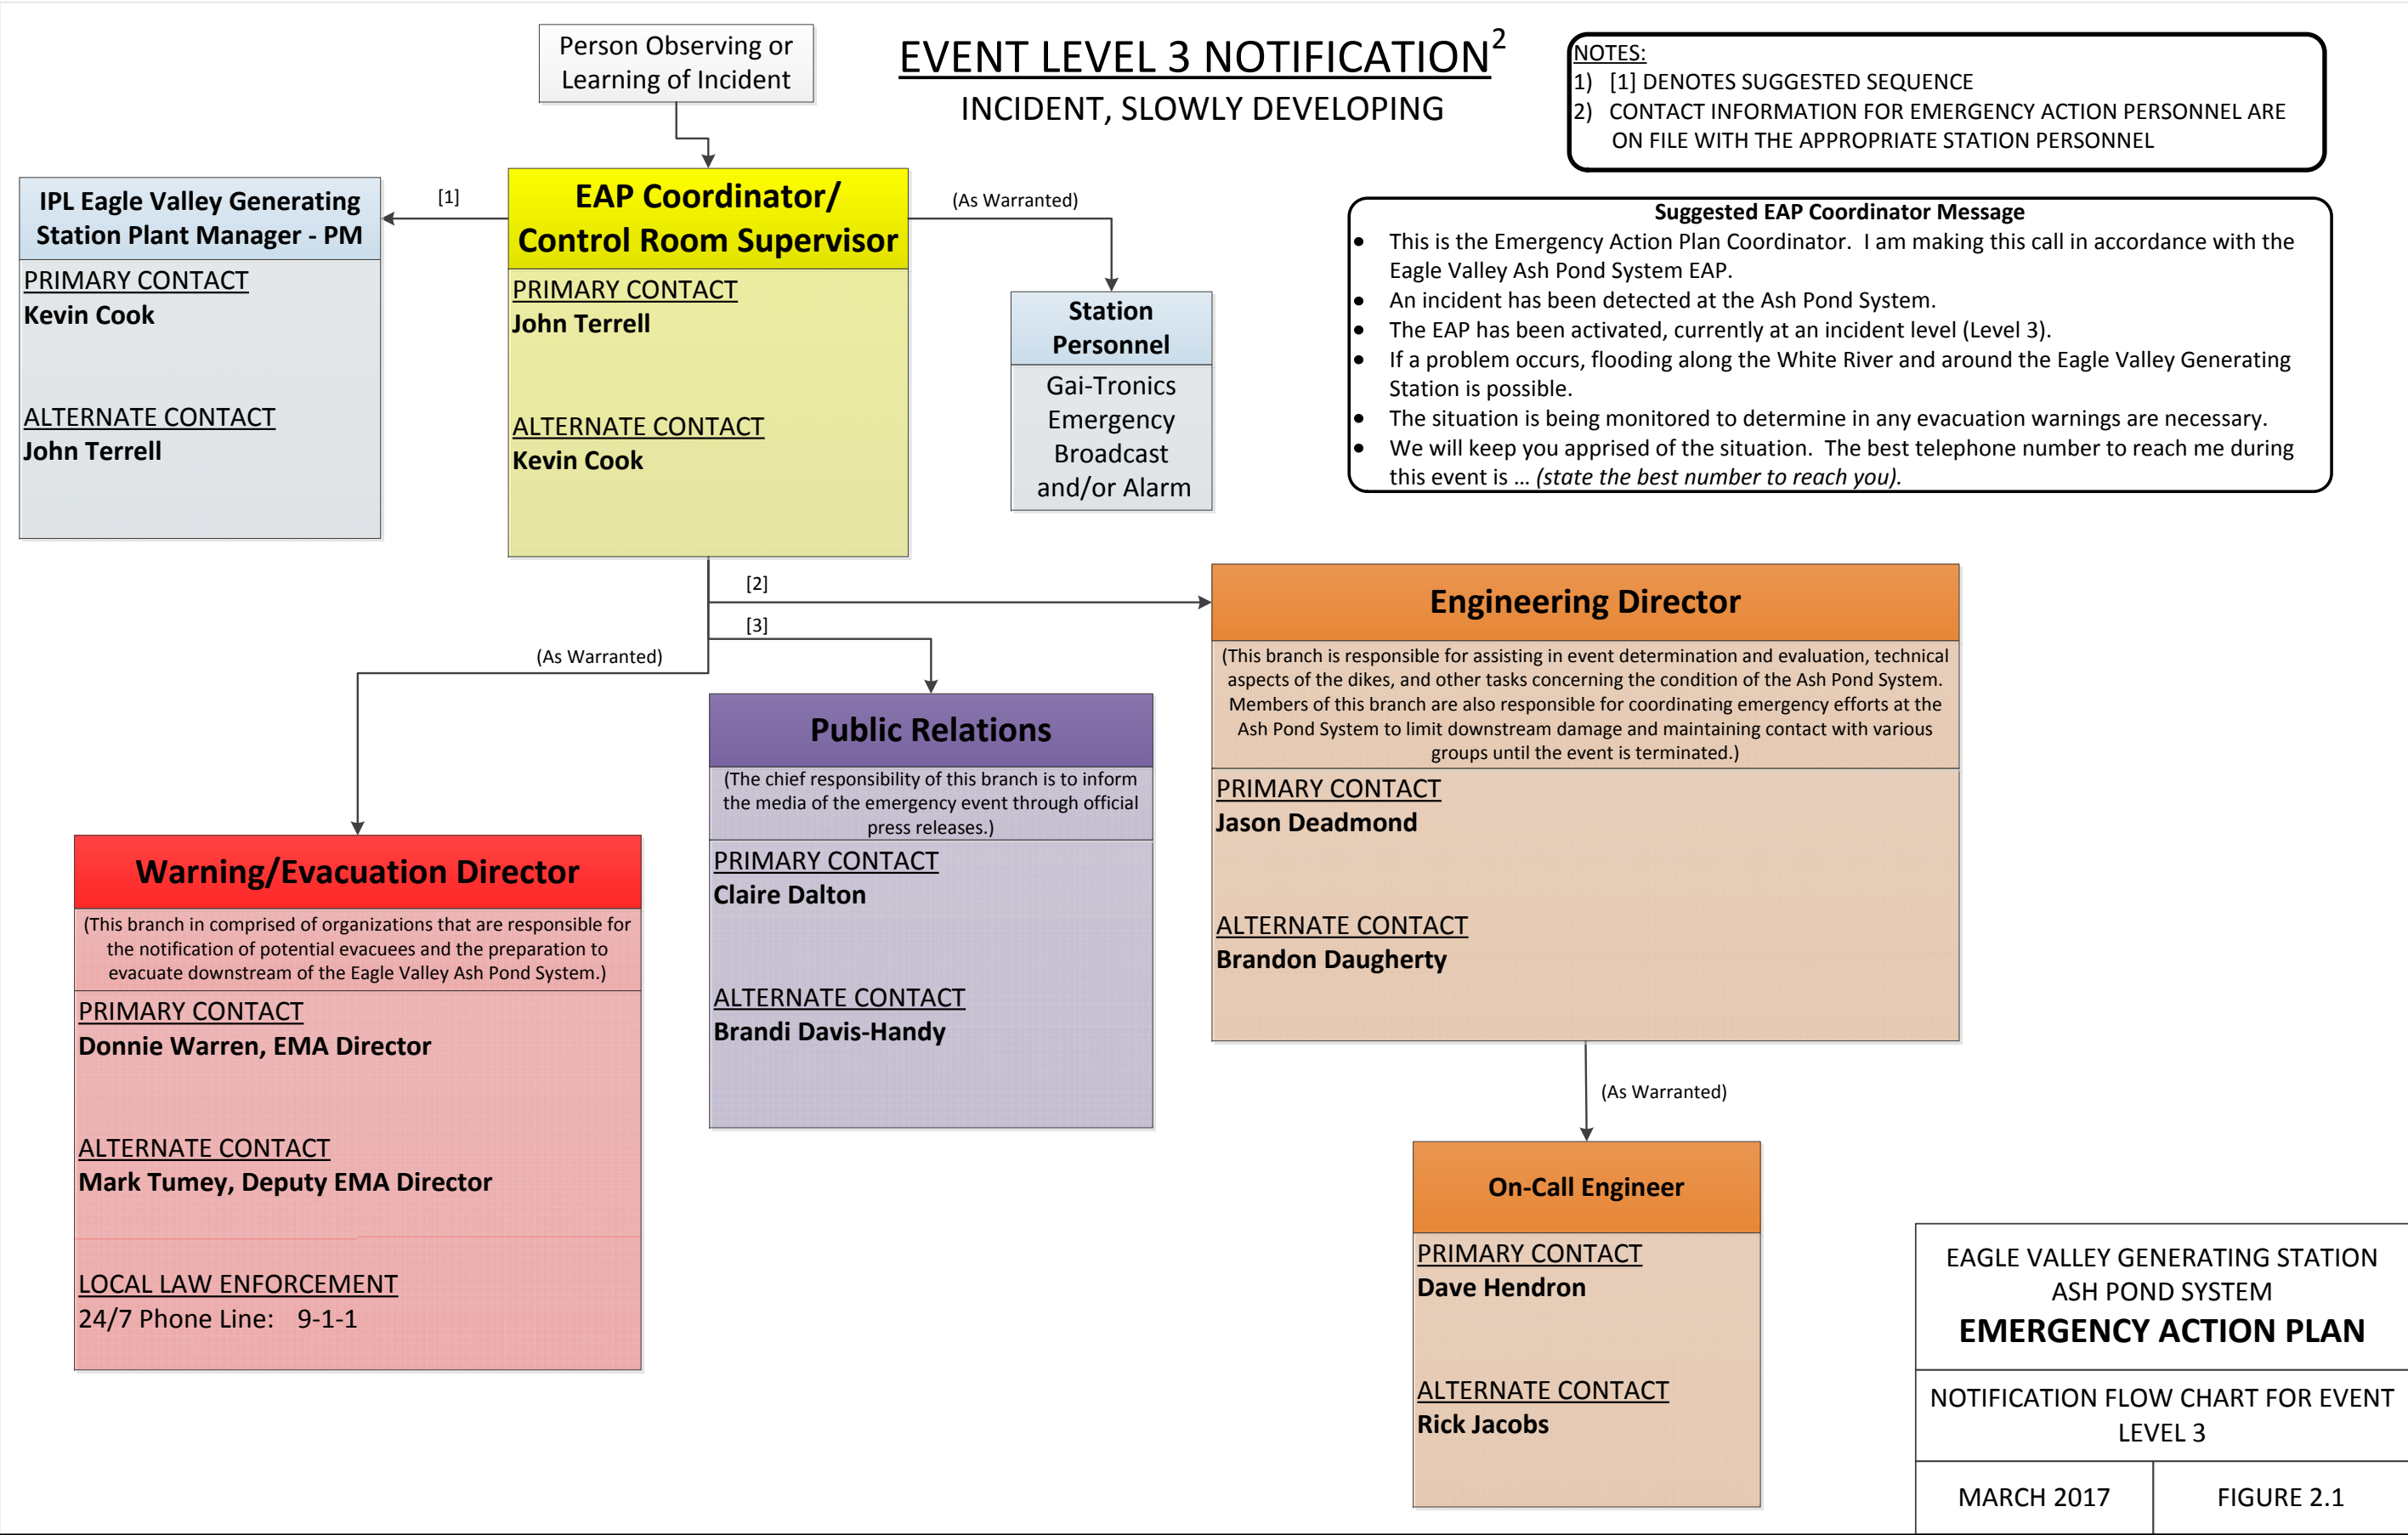 Person Observing or
Learning of Incident
EVENT LEVEL 3 NOTIFICATION2
INCIDENT, SLOWLY DEVELOPING
NOTES:
1) [1] DENOTES SUGGESTED SEQUENCE
2) CONTACT INFORMATION FOR EMERGENCY ACTION PERSONNEL ARE
ON FILE WITH THE APPROPRIATE STATION PERSONNEL
IPL Eagle Valley Generating
Station Plant Manager - PM
PRIMARY CONTACT
Kevin Cook
ALTERNATE CONTACT
John Terrell
[1]
EAP Coordinator/
Control Room Supervisor
PRIMARY CONTACT
John Terrell
ALTERNATE CONTACT
Kevin Cook
(As Warranted)
Station
Personnel
Gai-Tronics
Emergency
Broadcast
and/or Alarm
Suggested EAP Coordinator Message
• This is the Emergency Action Plan Coordinator. I am making this call in accordance with the
Eagle Valley Ash Pond System EAP.
• An incident has been detected at the Ash Pond System.
• The EAP has been activated, currently at an incident level (Level 3).
• If a problem occurs, flooding along the White River and around the Eagle Valley Generating
Station is possible.
• The situation is being monitored to determine in any evacuation warnings are necessary.
• We will keep you apprised of the situation. The best telephone number to reach me during
this event is … (state the best number to reach you).
[2]
[3]
(As Warranted)
Engineering Director
(This branch is responsible for assisting in event determination and evaluation, technical
aspects of the dikes, and other tasks concerning the condition of the Ash Pond System.
Members of this branch are also responsible for coordinating emergency efforts at the
Ash Pond System to limit downstream damage and maintaining contact with various
groups until the event is terminated.)
PRIMARY CONTACT
Jason Deadmond
ALTERNATE CONTACT
Brandon Daugherty
Public Relations
(The chief responsibility of this branch is to inform
the media of the emergency event through official
press releases.)
PRIMARY CONTACT
Claire Dalton
ALTERNATE CONTACT
Brandi Davis-Handy
Warning/Evacuation Director
(This branch in comprised of organizations that are responsible for
the notification of potential evacuees and the preparation to
evacuate downstream of the Eagle Valley Ash Pond System.)
PRIMARY CONTACT
Donnie Warren, EMA Director
ALTERNATE CONTACT
Mark Tumey, Deputy EMA Director
LOCAL LAW ENFORCEMENT
24/7 Phone Line: 9-1-1
(As Warranted)
On-Call Engineer
PRIMARY CONTACT
Dave Hendron
ALTERNATE CONTACT
Rick Jacobs
EAGLE VALLEY GENERATING STATION
ASH POND SYSTEM
EMERGENCY ACTION PLAN
NOTIFICATION FLOW CHART FOR EVENT
LEVEL 3
MARCH 2017
FIGURE 2.1